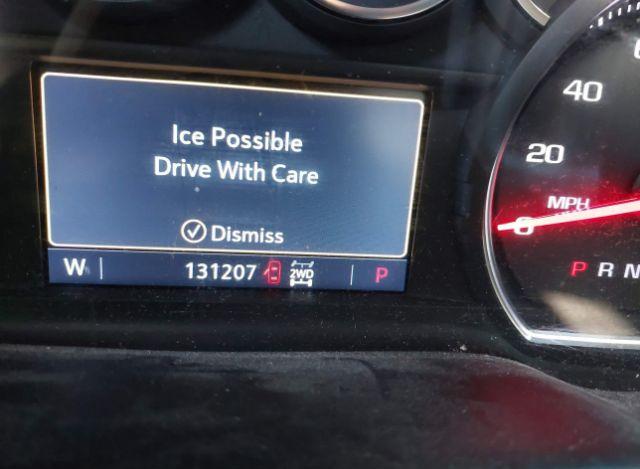 Ice Possible
Drive With Care
Dismiss
W 131207 2WD P
40
20
MPH
0
P R N